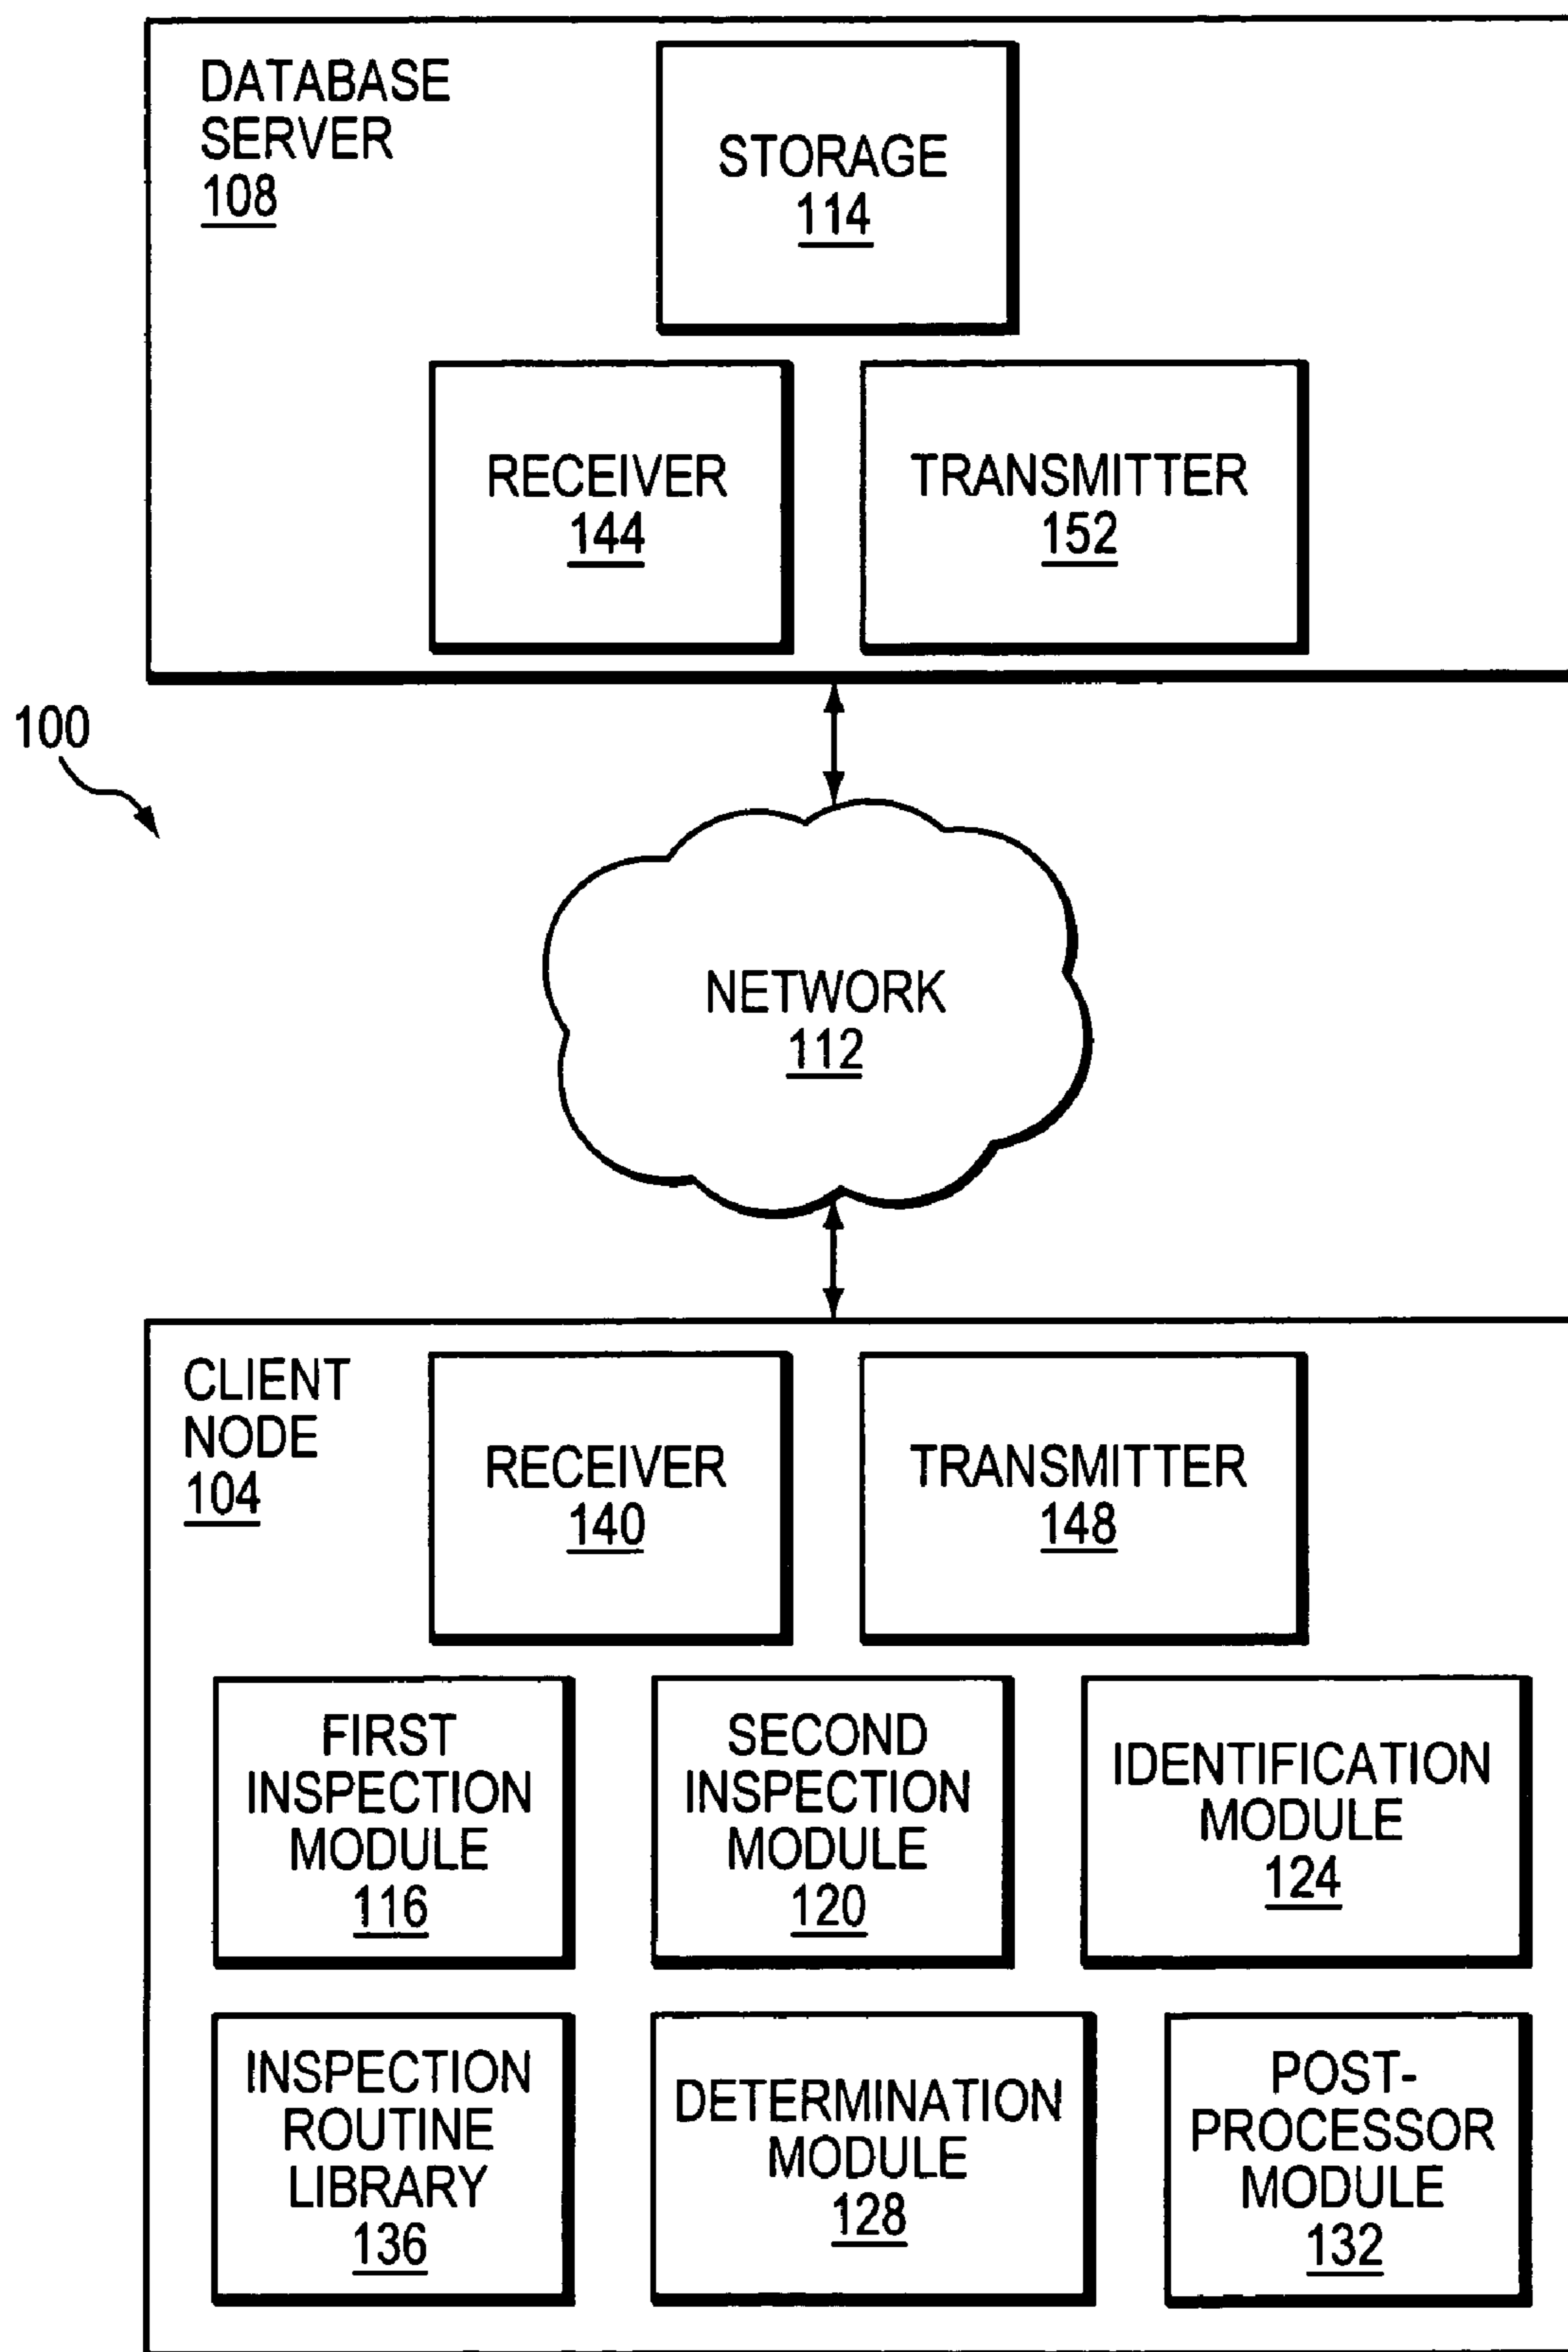 DATABASE
SERVER
108
STORAGE
114
RECEIVER
144
TRANSMITTER
152
100
NETWORK
112
CLIENT
NODE
104
RECEIVER
140
TRANSMITTER
148
FIRST
INSPECTION
MODULE
116
SECOND
INSPECTION
MODULE
120
IDENTIFICATION
MODULE
124
INSPECTION
ROUTINE
LIBRARY
136
DETERMINATION
MODULE
128
POST-
PROCESSOR
MODULE
132